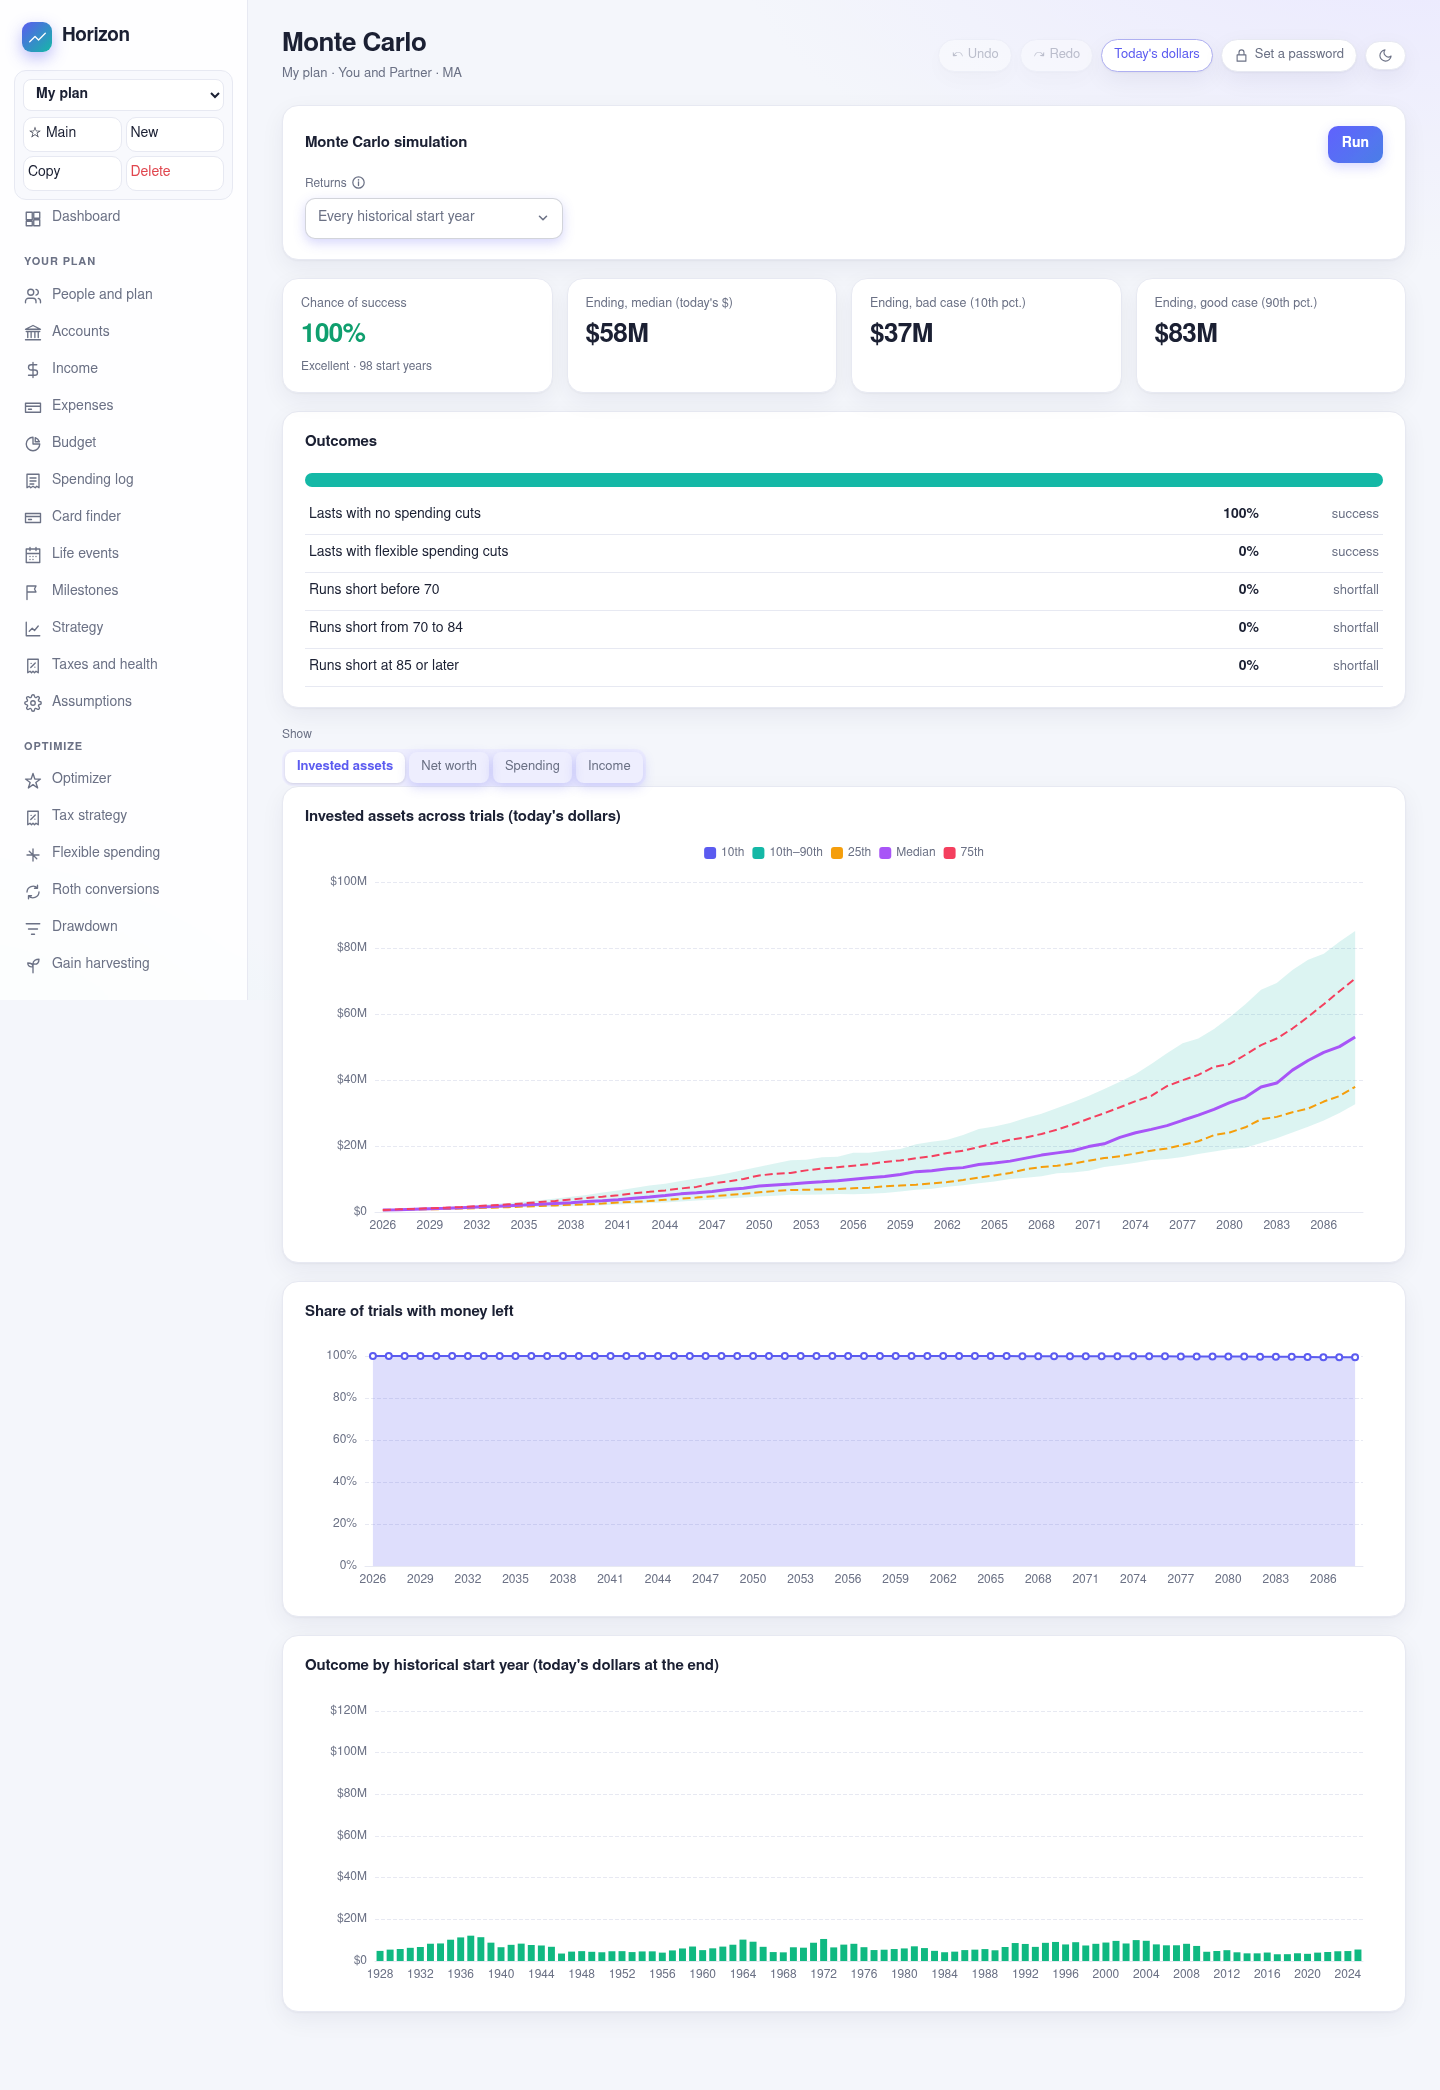 Horizon
My plan
☆ Main
New
Copy
Delete
Dashboard
YOUR PLAN
People and plan
Accounts
Income
Expenses
Budget
Spending log
Card finder
Life events
Milestones
Strategy
Taxes and health
Assumptions
OPTIMIZE
Optimizer
Tax strategy
Flexible spending
Roth conversions
Drawdown
Gain harvesting
Monte Carlo
My plan · You and Partner · MA
Undo
Redo
Today's dollars
Set a password
Monte Carlo simulation
Run
Returns
Every historical start year
Chance of success
100%
Excellent · 98 start years
Ending, median (today's $)
$58M
Ending, bad case (10th pct.)
$37M
Ending, good case (90th pct.)
$83M
Outcomes
Lasts with no spending cuts 100% success
Lasts with flexible spending cuts 0% success
Runs short before 70 0% shortfall
Runs short from 70 to 84 0% shortfall
Runs short at 85 or later 0% shortfall
Show
Invested assets Net worth Spending Income
Invested assets across trials (today's dollars)
10th 10th–90th 25th Median 75th
$100M
$80M
$60M
$40M
$20M
$0
2026 2029 2032 2035 2038 2041 2044 2047 2050 2053 2056 2059 2062 2065 2068 2071 2074 2077 2080 2083 2086
Share of trials with money left
100%
80%
60%
40%
20%
0%
2026 2029 2032 2035 2038 2041 2044 2047 2050 2053 2056 2059 2062 2065 2068 2071 2074 2077 2080 2083 2086
Outcome by historical start year (today's dollars at the end)
$120M
$100M
$80M
$60M
$40M
$20M
$0
1928 1932 1936 1940 1944 1948 1952 1956 1960 1964 1968 1972 1976 1980 1984 1988 1992 1996 2000 2004 2008 2012 2016 2020 2024